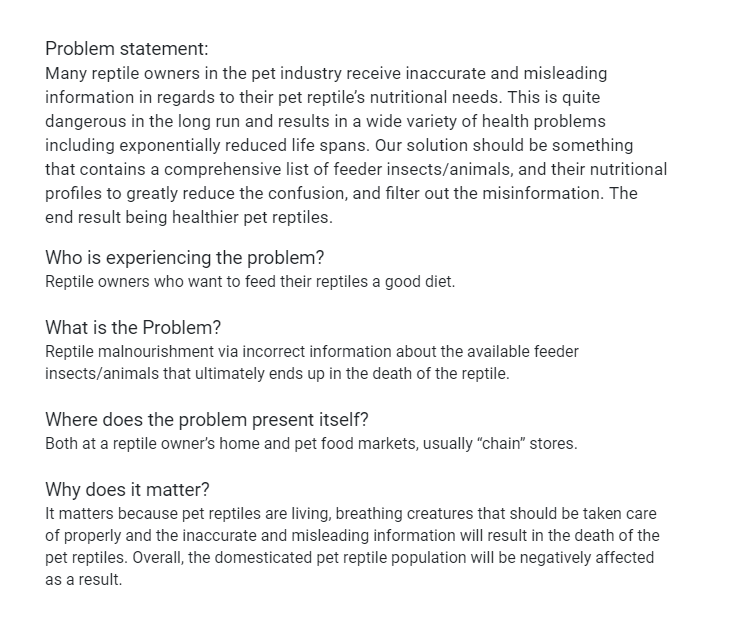 Problem statement:
Many reptile owners in the pet industry receive inaccurate and misleading
information in regards to their pet reptile's nutritional needs. This is quite
dangerous in the long run and results in a wide variety of health problems
including exponentially reduced life spans. Our solution should be something
that contains a comprehensive list of feeder insects/animals, and their nutritional
profiles to greatly reduce the confusion, and filter out the misinformation. The
end result being healthier pet reptiles.
Who is experiencing the problem?
Reptile owners who want to feed their reptiles a good diet.
What is the Problem?
Reptile malnourishment via incorrect information about the available feeder
insects/animals that ultimately ends up in the death of the reptile.
Where does the problem present itself?
Both at a reptile owner's home and pet food markets, usually “chain” stores.
Why does it matter?
It matters because pet reptiles are living, breathing creatures that should be taken care
of properly and the inaccurate and misleading information will result in the death of the
pet reptiles. Overall, the domesticated pet reptile population will be negatively affected
as a result.